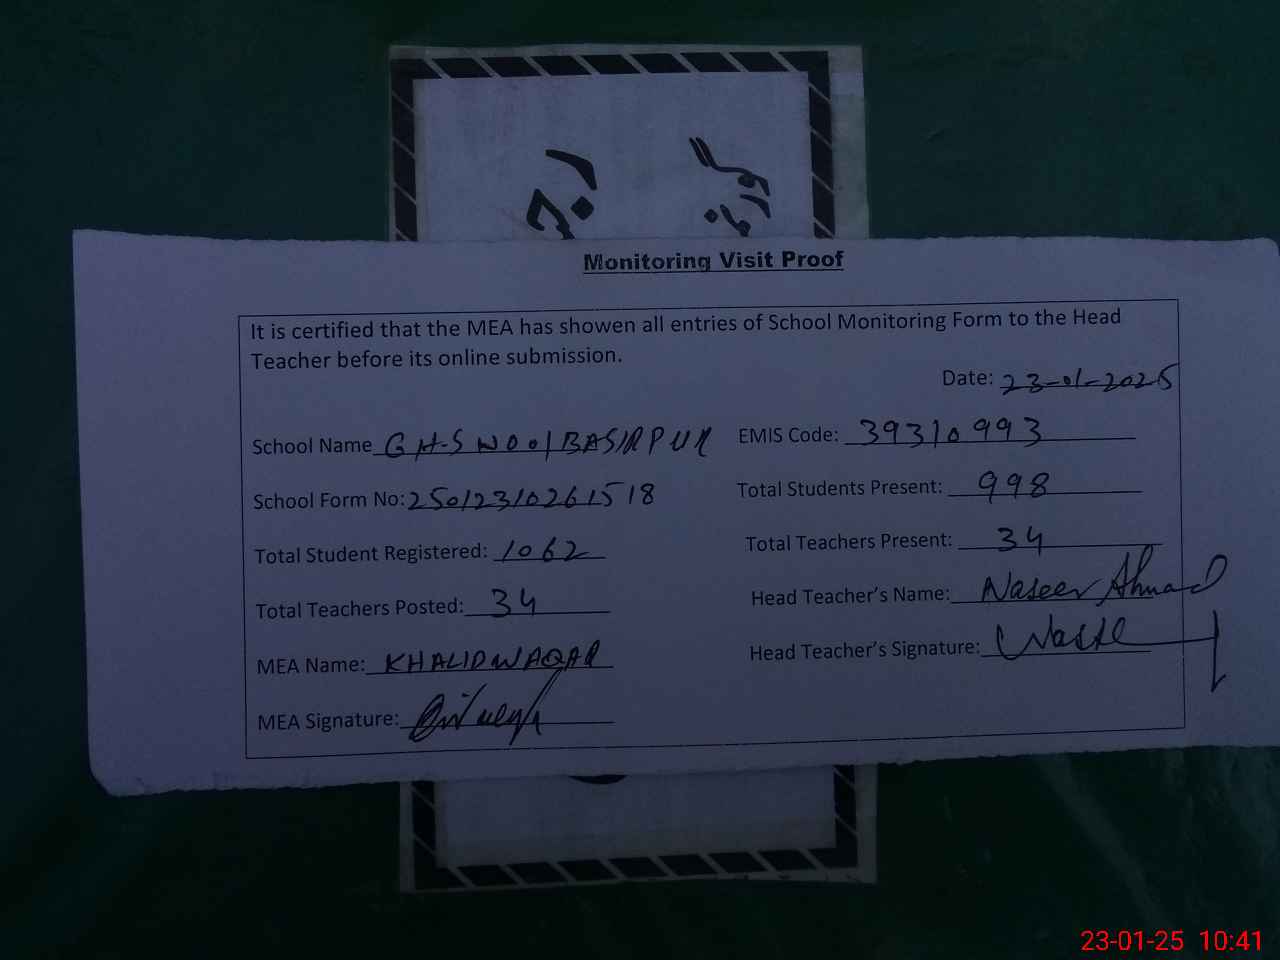 Monitoring Visit Proof
It is certified that the MEA has showen all entries of School Monitoring Form to the Head
Teacher before its online submission.
Date: 23-01-2025
School Name GH-S NO01 BASIRPUR EMIS Code: 39310993
School Form No: 25012310261518 Total Students Present: 998
Total Student Registered: 1062 Total Teachers Present: 34
Total Teachers Posted: 34 Head Teacher's Name: Naseer Ahmad
MEA Name: KHALID WAQAR Head Teacher's Signature:
MEA Signature:
23-01-25 10:41